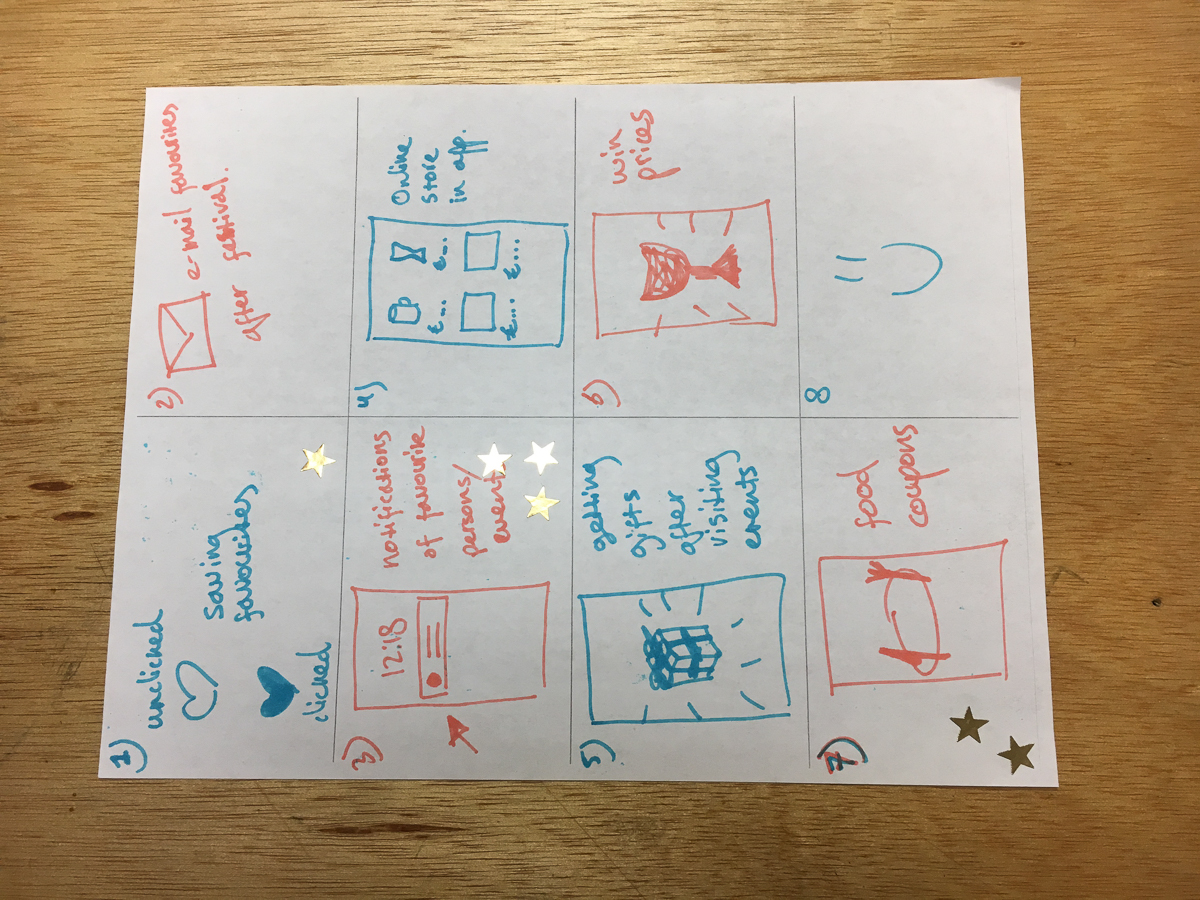 1)
unclicked
saving
favourites
clicked
2)
e-mail favourites
after festival.
3)
12:18
notifications
of favourite
persons/
event
4)
Online
store
in app.
£... £...
£... £...
5)
getting
gifts
after
visiting
events
6)
win
prices
7)
food
coupons
8